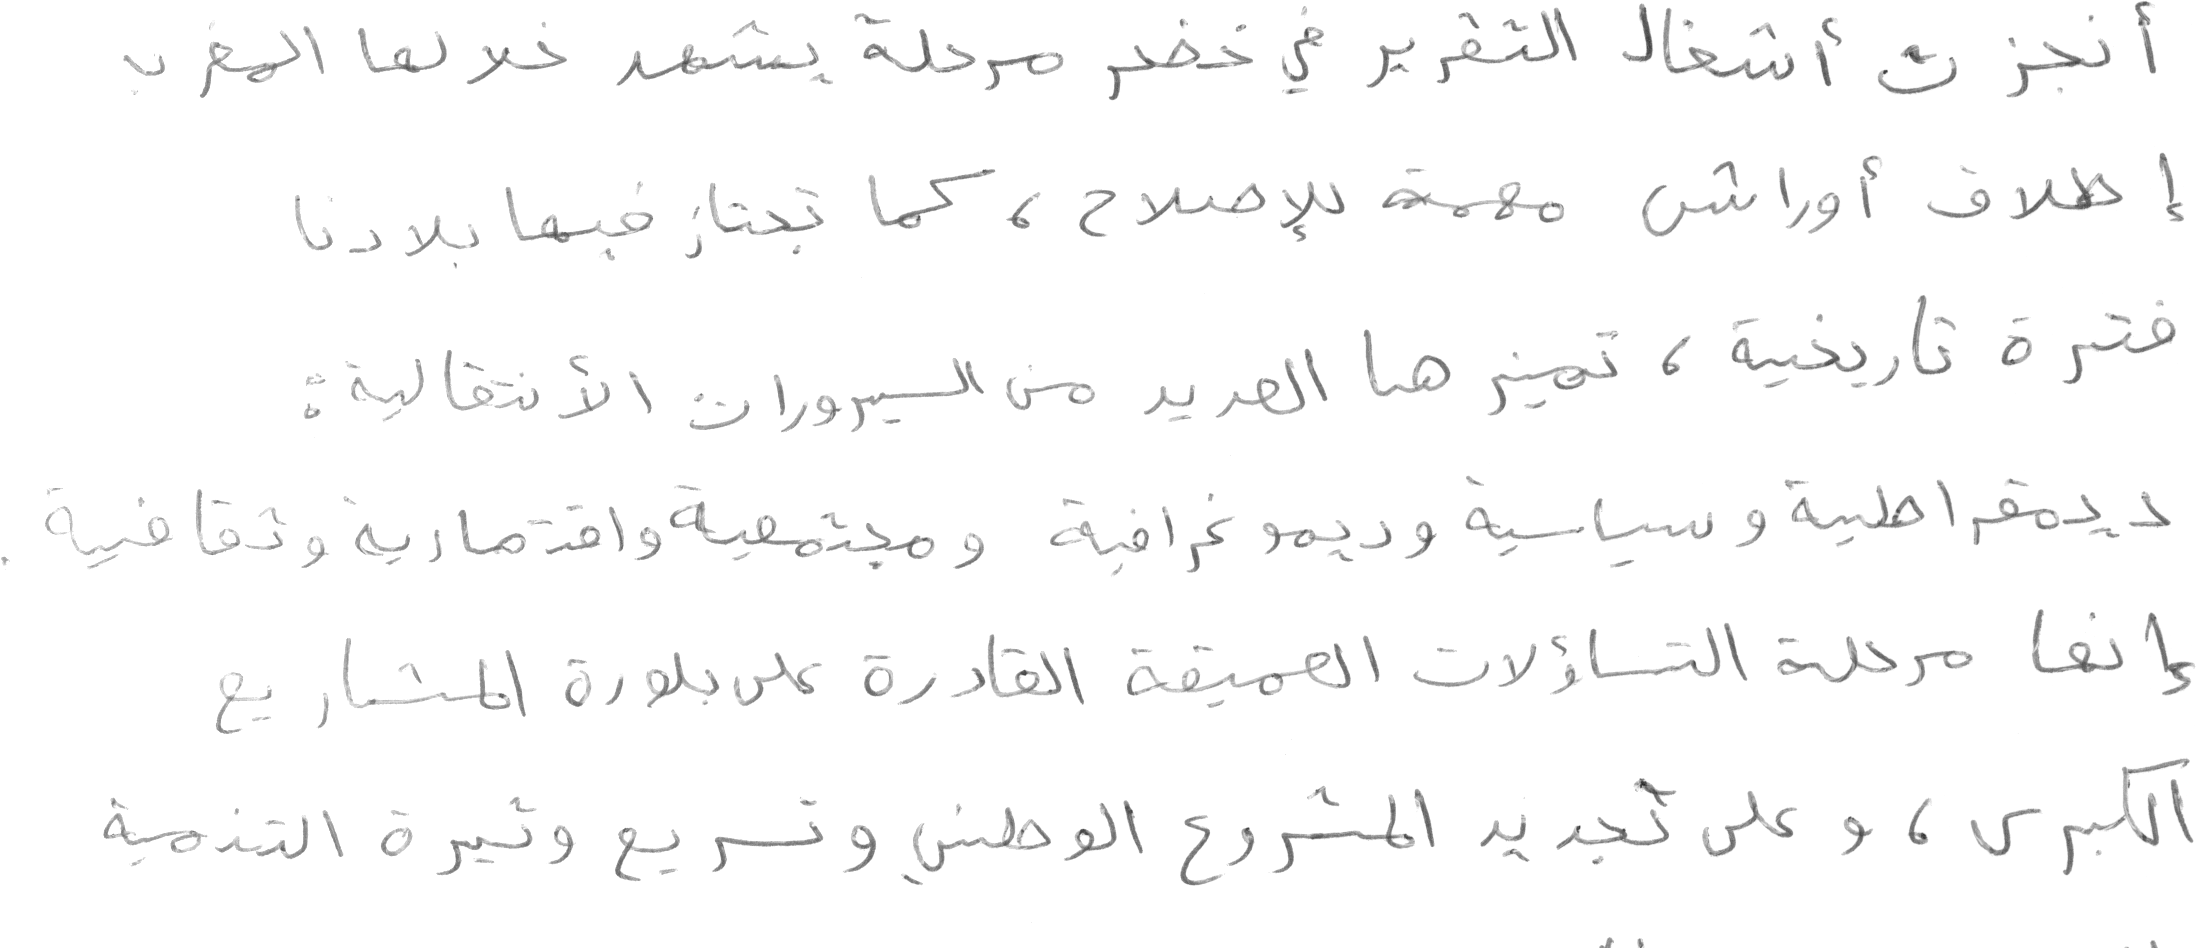 أنجزت أشغال التقرير في خضم مرحلة يشهد خلالها المغرب
إطلاق أوراش مهمة للإصلاح، كما تجتاز فيها بلادنا
فترة تاريخية، تميزها العديد من السيرورات الأنتقالية:
ديمقراطية وسياسية وديموغرافية ومجتمعية واقتصادية وثقافية.
إنها مرحلة التساؤلات العميقة القادرة على بلورة المشاريع
الكبرى، وعلى تجديد المشروع الوطني وتسريع وتيرة التنمية